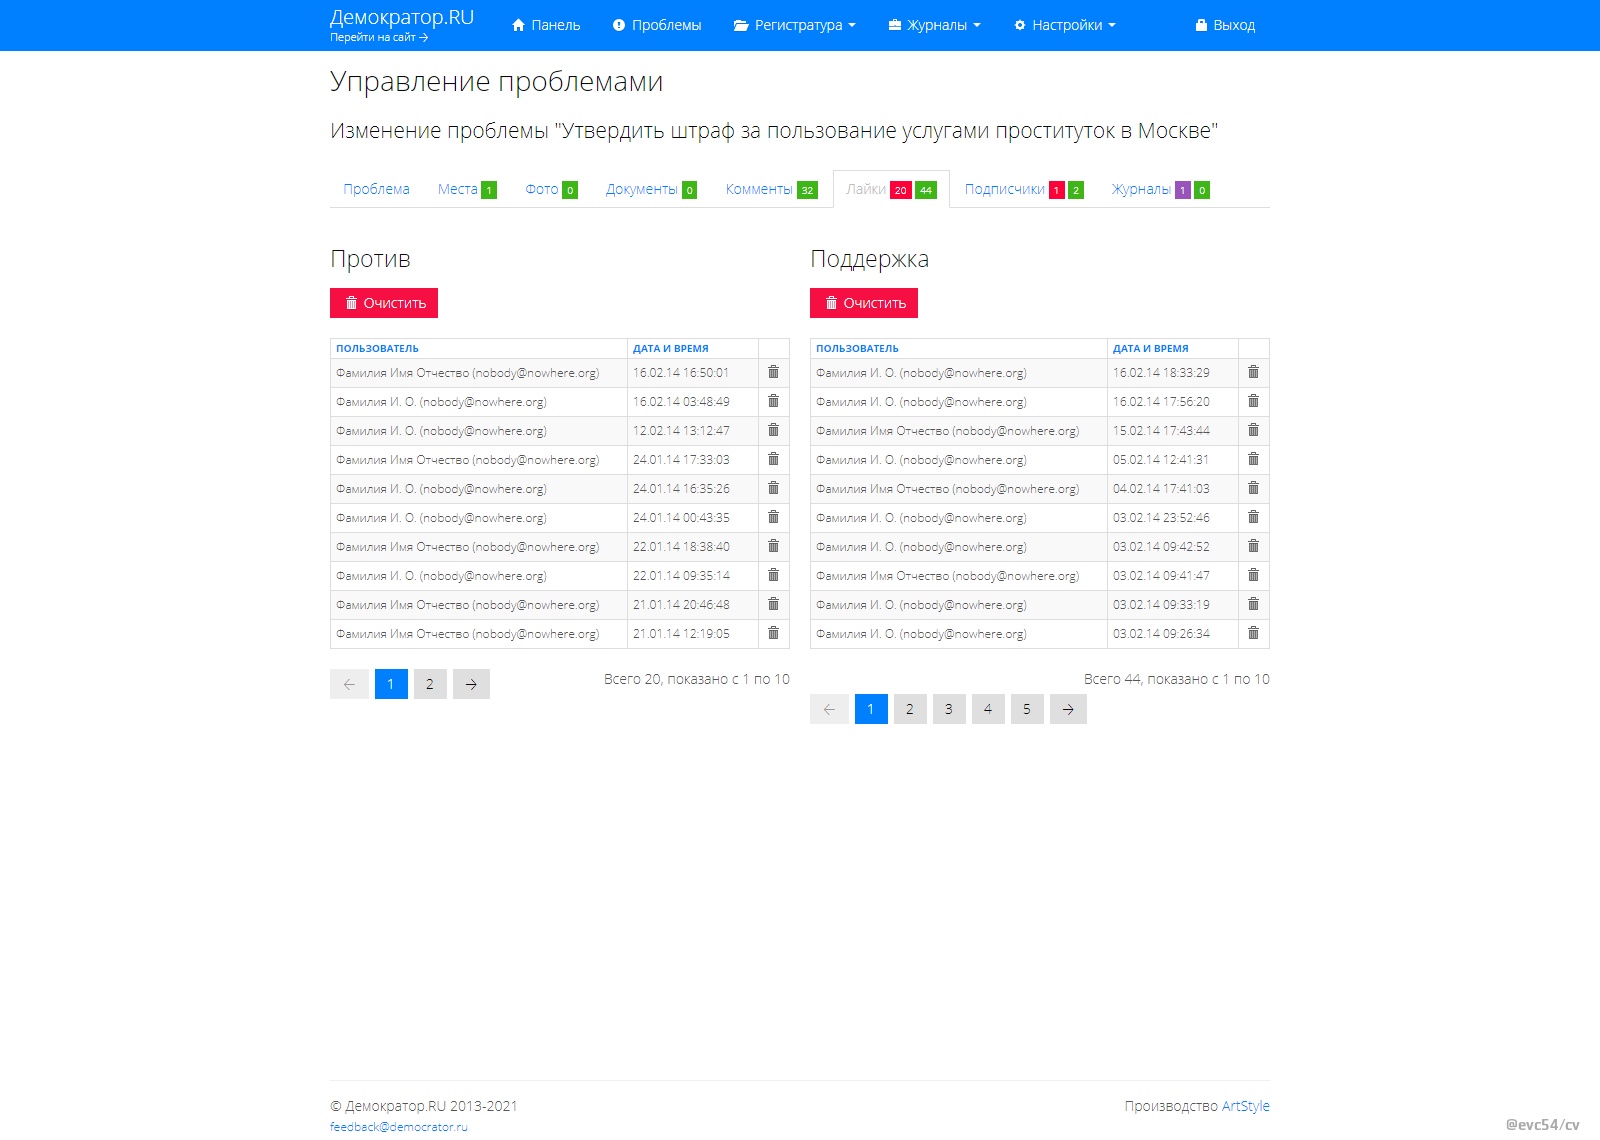 Демократор.RU
Перейти на сайт →
Панель Проблемы Регистратура Журналы Настройки Выход
Управление проблемами
Изменение проблемы "Утвердить штраф за пользование услугами проституток в Москве"
Проблема Места 1 Фото 0 Документы 0 Комменты 32 Лайки 20 44 Подписчики 1 2 Журналы 1 0
Против
Очистить
ПОЛЬЗОВАТЕЛЬ ДАТА И ВРЕМЯ
Фамилия Имя Отчество (nobody@nowhere.org) 16.02.14 16:50:01
Фамилия И. О. (nobody@nowhere.org) 16.02.14 03:48:49
Фамилия И. О. (nobody@nowhere.org) 12.02.14 13:12:47
Фамилия Имя Отчество (nobody@nowhere.org) 24.01.14 17:33:03
Фамилия И. О. (nobody@nowhere.org) 24.01.14 16:35:26
Фамилия И. О. (nobody@nowhere.org) 24.01.14 00:43:35
Фамилия Имя Отчество (nobody@nowhere.org) 22.01.14 18:38:40
Фамилия И. О. (nobody@nowhere.org) 22.01.14 09:35:14
Фамилия Имя Отчество (nobody@nowhere.org) 21.01.14 20:46:48
Фамилия Имя Отчество (nobody@nowhere.org) 21.01.14 12:19:05
← 1 2 → Всего 20, показано с 1 по 10
Поддержка
Очистить
ПОЛЬЗОВАТЕЛЬ ДАТА И ВРЕМЯ
Фамилия И. О. (nobody@nowhere.org) 16.02.14 18:33:29
Фамилия И. О. (nobody@nowhere.org) 16.02.14 17:56:20
Фамилия Имя Отчество (nobody@nowhere.org) 15.02.14 17:43:44
Фамилия И. О. (nobody@nowhere.org) 05.02.14 12:41:31
Фамилия Имя Отчество (nobody@nowhere.org) 04.02.14 17:41:03
Фамилия И. О. (nobody@nowhere.org) 03.02.14 23:52:46
Фамилия И. О. (nobody@nowhere.org) 03.02.14 09:42:52
Фамилия Имя Отчество (nobody@nowhere.org) 03.02.14 09:41:47
Фамилия И. О. (nobody@nowhere.org) 03.02.14 09:33:19
Фамилия И. О. (nobody@nowhere.org) 03.02.14 09:26:34
Всего 44, показано с 1 по 10
← 1 2 3 4 5 →
© Демократор.RU 2013-2021 Производство ArtStyle
feedback@democrator.ru
@evc54/cv